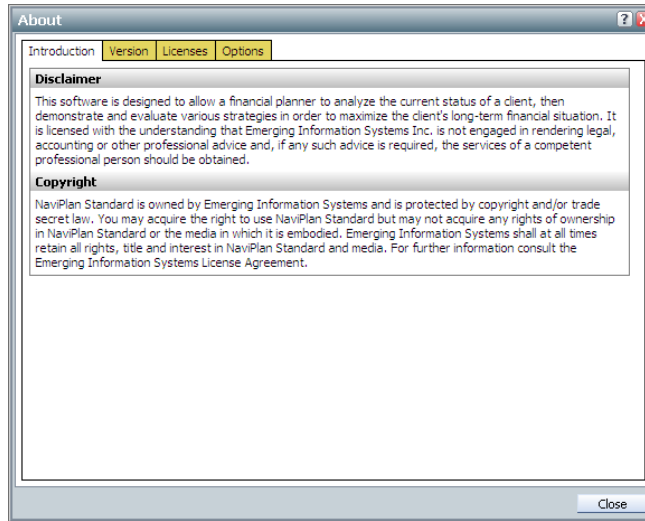 About
Introduction Version Licenses Options
Disclaimer
This software is designed to allow a financial planner to analyze the current status of a client, then
demonstrate and evaluate various strategies in order to maximize the client's long-term financial situation. It
is licensed with the understanding that Emerging Information Systems Inc. is not engaged in rendering legal,
accounting or other professional advice and, if any such advice is required, the services of a competent
professional person should be obtained.
Copyright
NaviPlan Standard is owned by Emerging Information Systems and is protected by copyright and/or trade
secret law. You may acquire the right to use NaviPlan Standard but may not acquire any rights of ownership
in NaviPlan Standard or the media in which it is embodied. Emerging Information Systems shall at all times
retain all rights, title and interest in NaviPlan Standard and media. For further information consult the
Emerging Information Systems License Agreement.
Close